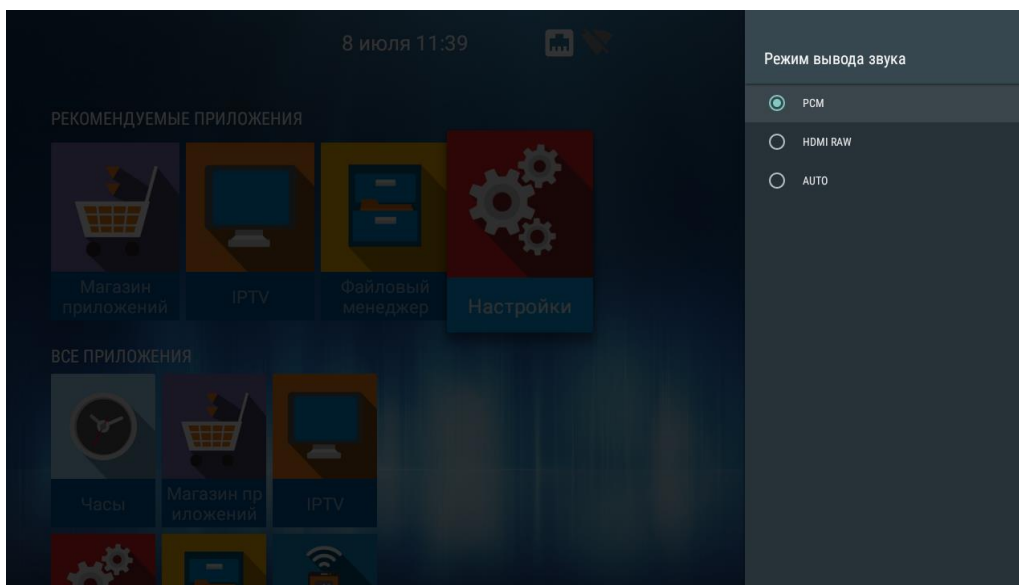 8 июля 11:39
Режим вывода звука
PCM
HDMI RAW
AUTO
РЕКОМЕНДУЕМЫЕ ПРИЛОЖЕНИЯ
Магазин
приложений
IPTV
Файловый
менеджер
Настройки
ВСЕ ПРИЛОЖЕНИЯ
Часы
Магазин пр
иложений
IPTV